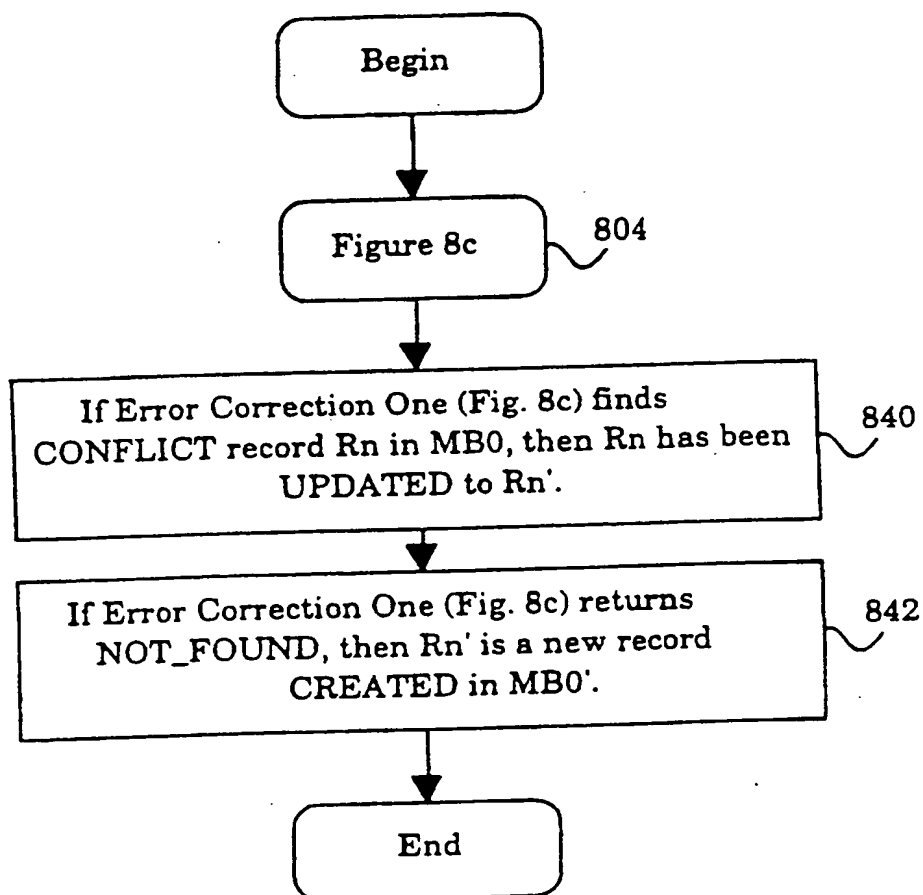 Begin
Figure 8c
804
If Error Correction One (Fig. 8c) finds
CONFLICT record Rn in MB0, then Rn has been
UPDATED to Rn'.
840
If Error Correction One (Fig. 8c) returns
NOT_FOUND, then Rn' is a new record
CREATED in MB0'.
842
End